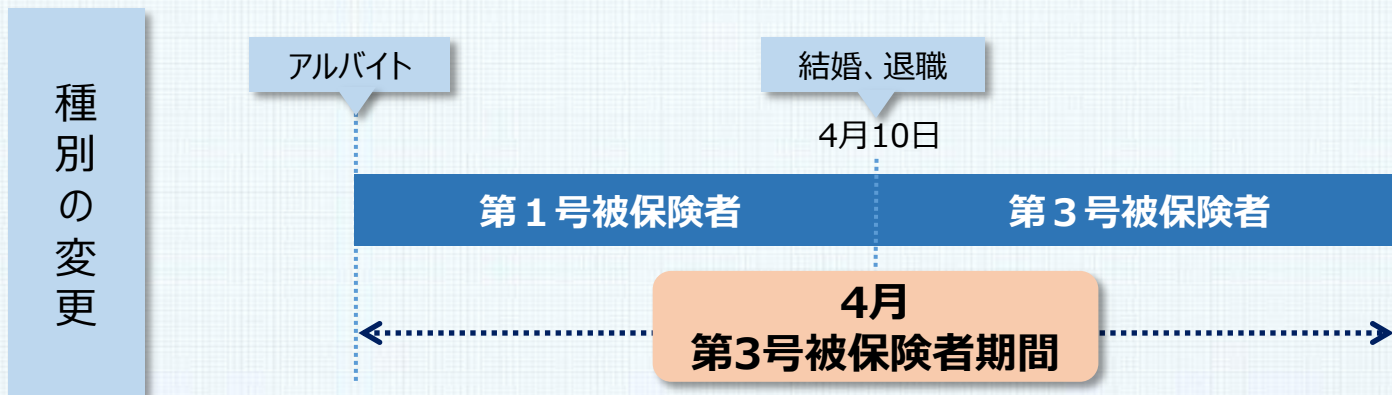 種別の変更
アルバイト
結婚、退職
4月10日
第１号被保険者
第３号被保険者
4月
第3号被保険者期間